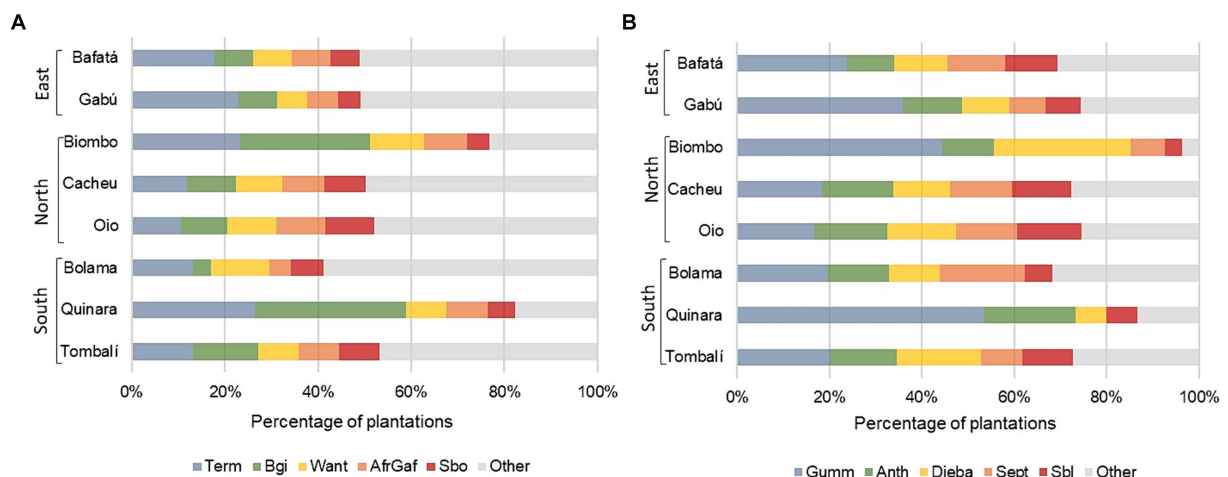 A
East
Bafatá
Gabú
North
Biombo
Cacheu
Oio
South
Bolama
Quinara
Tombalí
0% 20% 40% 60% 80% 100%
Percentage of plantations
Term Bgi Want AfrGaf Sbo Other
B
East
Bafatá
Gabú
North
Biombo
Cacheu
Oio
South
Bolama
Quinara
Tombalí
0% 20% 40% 60% 80% 100%
Percentage of plantations
Gumm Anth Dieba Sept Sbl Other